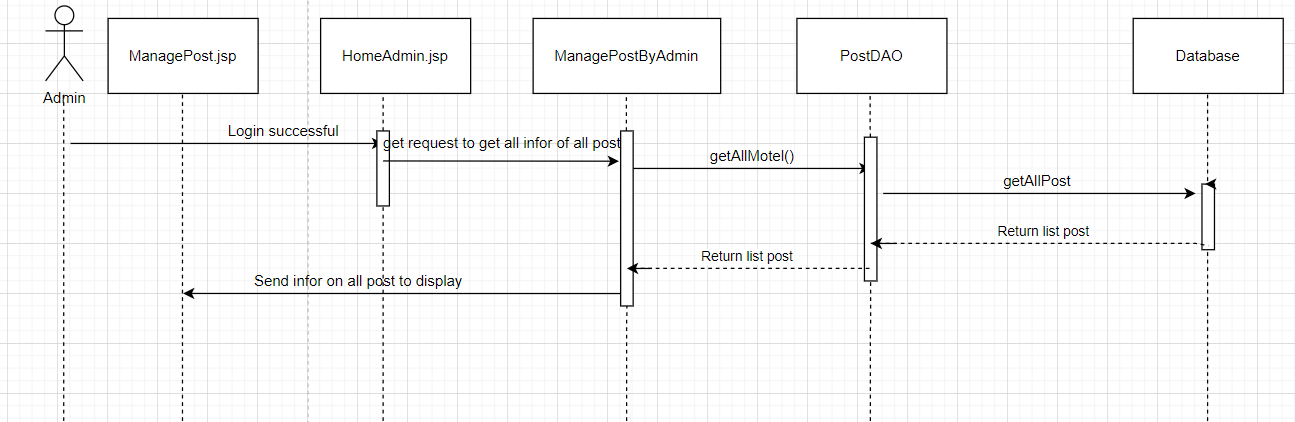 ManagePost.jsp
HomeAdmin.jsp
ManagePostByAdmin
PostDAO
Database
Admin
Login successful
get request to get all infor of all post
getAllMotel()
getAllPost
Return list post
Return list post
Send infor on all post to display